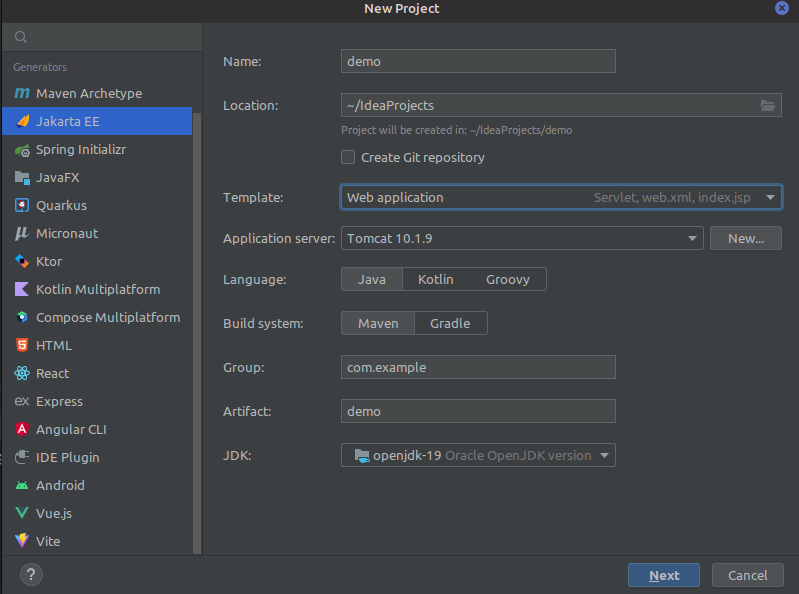 New Project
Generators
Maven Archetype
Jakarta EE
Spring Initializr
JavaFX
Quarkus
Micronaut
Ktor
Kotlin Multiplatform
Compose Multiplatform
HTML
React
Express
Angular CLI
IDE Plugin
Android
Vue.js
Vite
Name: demo
Location: ~/IdeaProjects
Project will be created in: ~/IdeaProjects/demo
Create Git repository
Template: Web application Servlet, web.xml, index.jsp
Application server: Tomcat 10.1.9 New...
Language: Java Kotlin Groovy
Build system: Maven Gradle
Group: com.example
Artifact: demo
JDK: openjdk-19 Oracle OpenJDK version
? Next Cancel